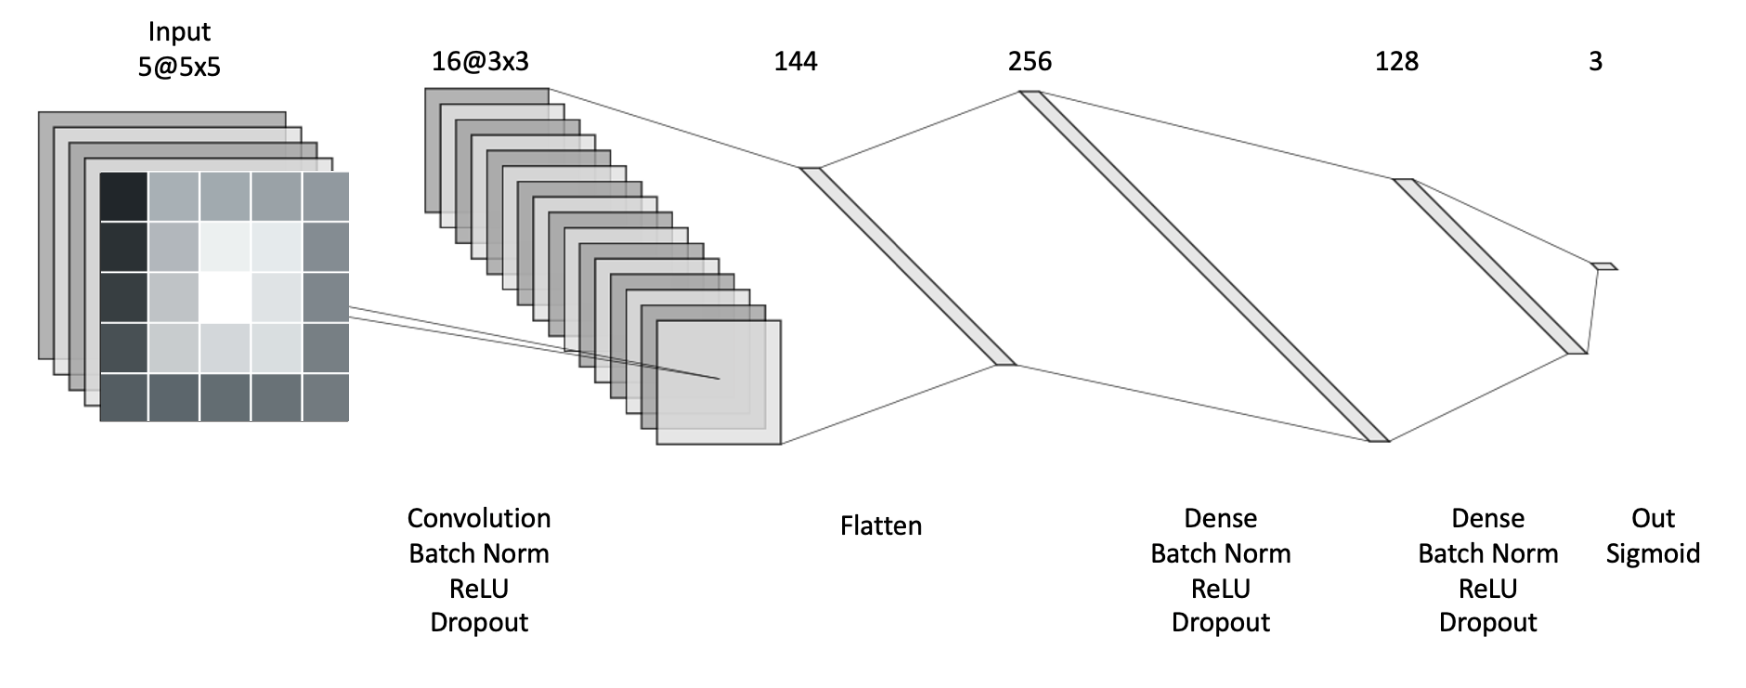 Input
5@5x5
16@3x3
144
256
128
3
Convolution
Batch Norm
ReLU
Dropout
Flatten
Dense
Batch Norm
ReLU
Dropout
Dense
Batch Norm
ReLU
Dropout
Out
Sigmoid